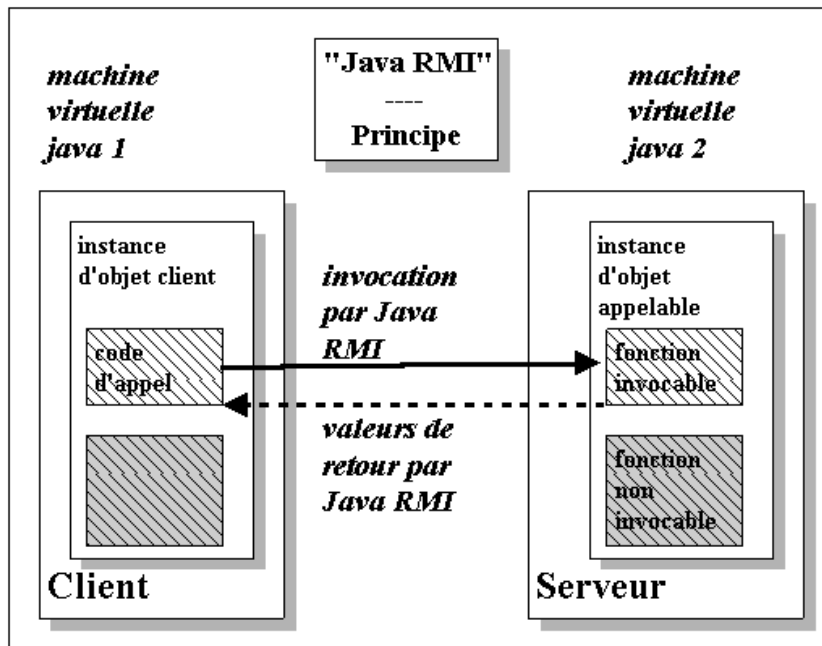 "Java RMI"
----
Principe
machine
virtuelle
java 1
machine
virtuelle
java 2
instance
d'objet client
code
d'appel
Client
invocation
par Java
RMI
valeurs de
retour par
Java RMI
instance
d'objet
appelable
fonction
invocable
fonction
non
invocable
Serveur